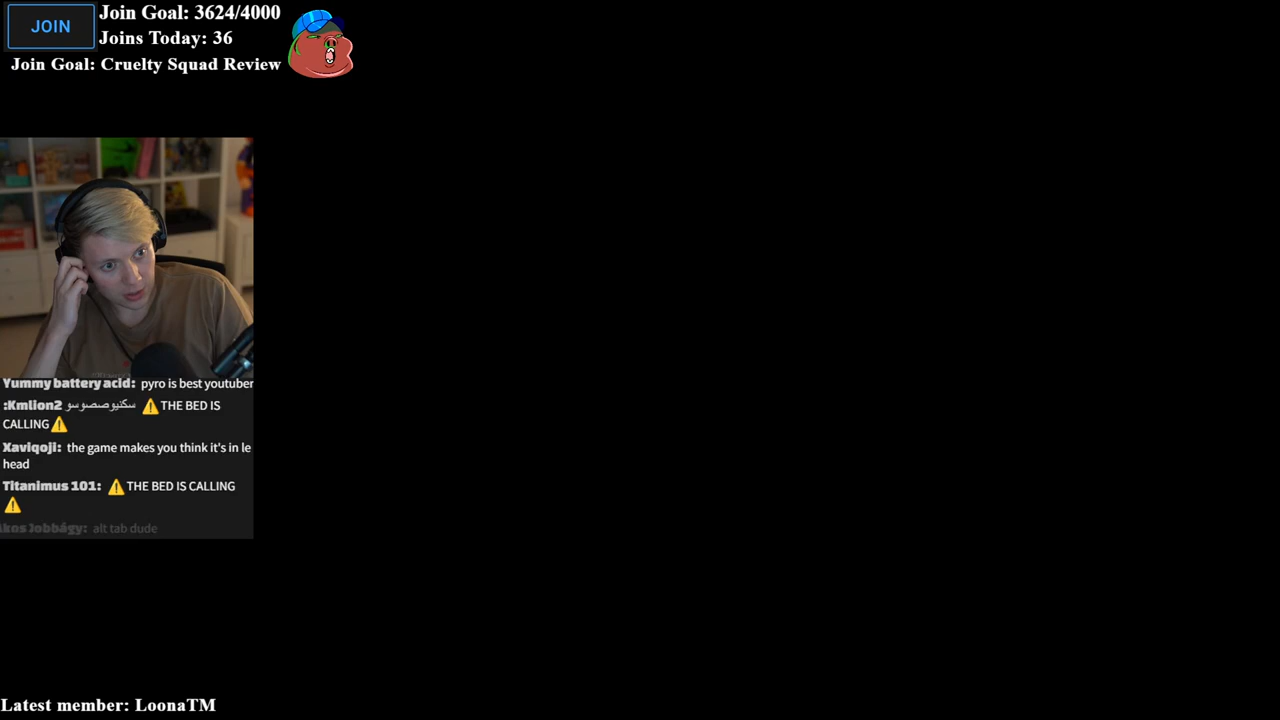 JOIN
Join Goal: 3624/4000
Joins Today: 36
Join Goal: Cruelty Squad Review
Yummy battery acid: pyro is best youtuber
:Kmlion2 سكنيوصصوسو ⚠️THE BED IS
CALLING⚠️
Xaviqoji: the game makes you think it's in le
head
Titanimus 101: ⚠️THE BED IS CALLING
⚠️
Jobbágy: alt tab dude
Latest member: LoonaTM